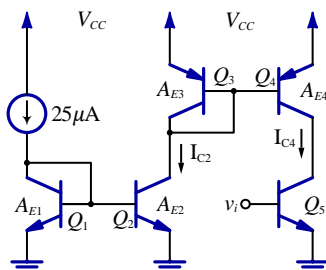 V_CC V_CC
Q_3 Q_4
A_E3 A_E4
25μA
I_C2 I_C4
A_E1 A_E2 v_i
Q_1 Q_2 Q_5